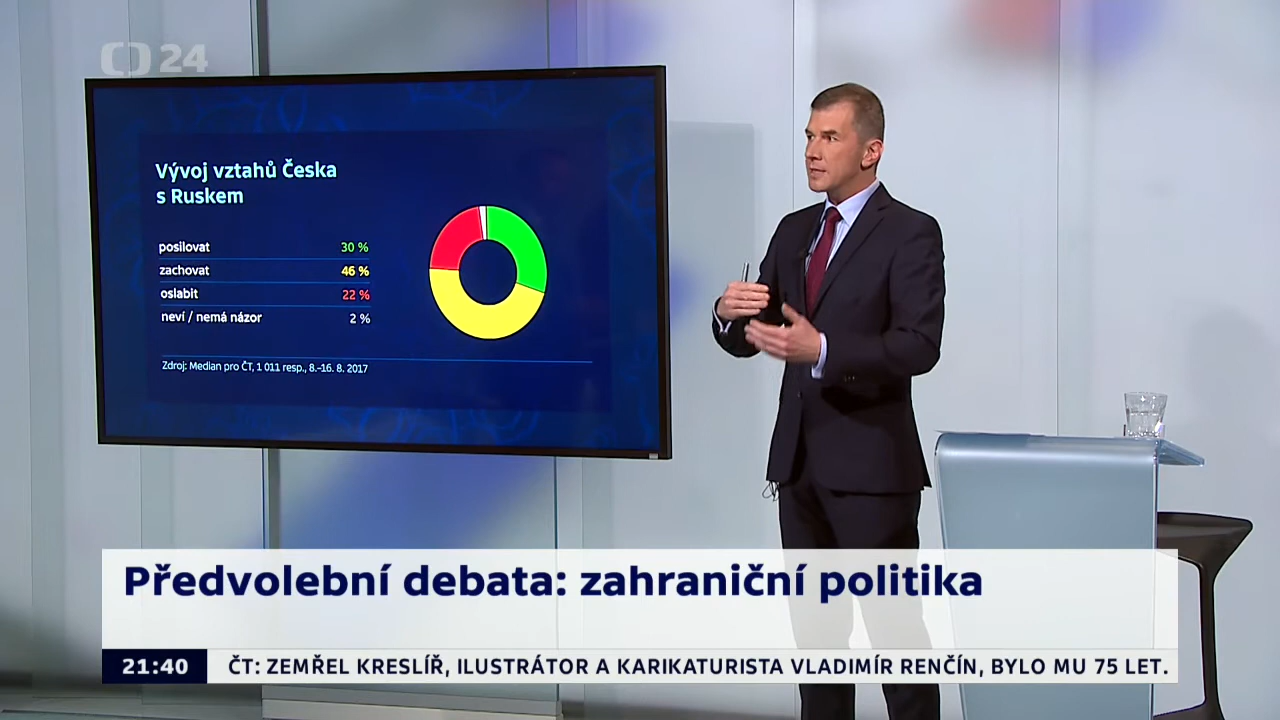 ČT 24
Vývoj vztahů Česka
s Ruskem
posilovat 30 %
zachovat 46 %
oslabit 22 %
neví / nemá názor 2 %
Zdroj: Median pro ČT, 1 011 resp., 8.–16. 8. 2017
Předvolební debata: zahraniční politika
21:40 ČT: ZEMŘEL KRESLÍŘ, ILUSTRÁTOR A KARIKATURISTA VLADIMÍR RENČÍN, BYLO MU 75 LET.